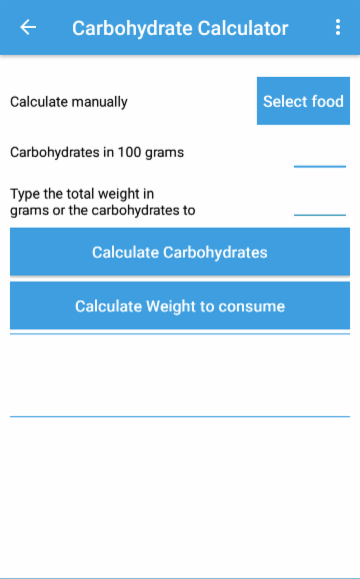 Carbohydrate Calculator
Calculate manually
Select food
Carbohydrates in 100 grams
Type the total weight in
grams or the carbohydrates to
Calculate Carbohydrates
Calculate Weight to consume